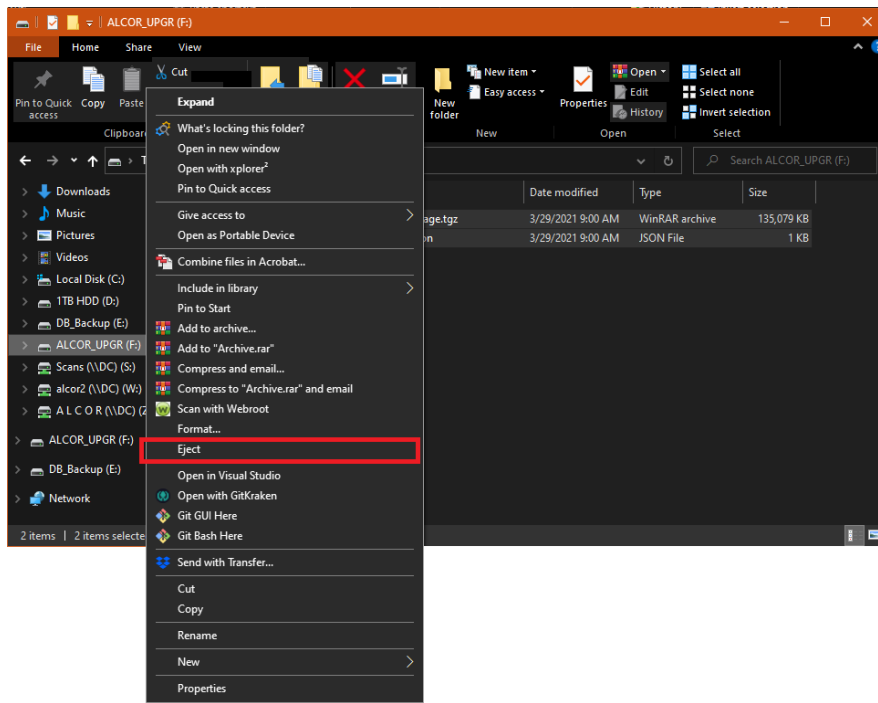 ALCOR_UPGR (F:)
File Home Share View
Pin to Quick access
Copy
Paste
Cut
Clipboar
New folder
New item
Easy access
New
Properties
Open
Edit
History
Open
Select all
Select none
Invert selection
Select
Search ALCOR_UPGR (F:)
Downloads
Music
Pictures
Videos
Local Disk (C:)
1TB HDD (D:)
DB_Backup (E:)
ALCOR_UPGR (F:)
Scans (\\DC) (S:)
alcor2 (\\DC) (W:)
A L C O R (\\DC) (Z
ALCOR_UPGR (F:)
DB_Backup (E:)
Network
2 items | 2 items selecte
Expand
What's locking this folder?
Open in new window
Open with xplorer²
Pin to Quick access
Give access to
Open as Portable Device
Combine files in Acrobat...
Include in library
Pin to Start
Add to archive...
Add to "Archive.rar"
Compress and email...
Compress to "Archive.rar" and email
Scan with Webroot
Format...
Eject
Open in Visual Studio
Open with GitKraken
Git GUI Here
Git Bash Here
Send with Transfer...
Cut
Copy
Rename
New
Properties
Date modified Type Size
age.tgz 3/29/2021 9:00 AM WinRAR archive 135,079 KB
on 3/29/2021 9:00 AM JSON File 1 KB